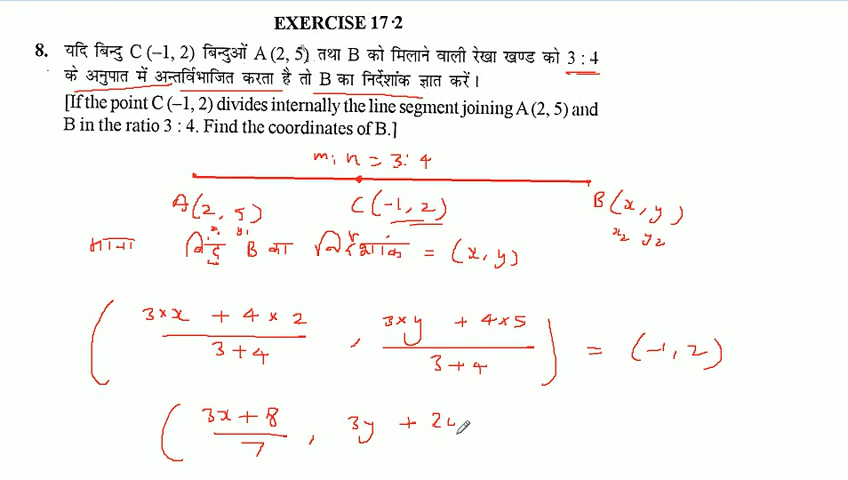 EXERCISE 17·2
8. यदि बिन्दु C (−1, 2) बिन्दुओं A (2, 5) तथा B को मिलाने वाली रेखा खण्ड को 3 : 4
के अनुपात में अन्तर्विभाजित करता है तो B का निर्देशांक ज्ञात करें ।
[If the point C (−1, 2) divides internally the line segment joining A (2, 5) and
B in the ratio 3 : 4. Find the coordinates of B.]
m : n = 3 : 4
A(2, 5) C(-1, 2) B(x, y)
x₁ y₁ x₂ y₂
माना बिन्दु B का निर्देशांक = (x, y)
( 3×x + 4×2 / 3+4 , 3×y + 4×5 / 3+4 ) = (-1, 2)
( 3x+8 / 7 , 3y + 20